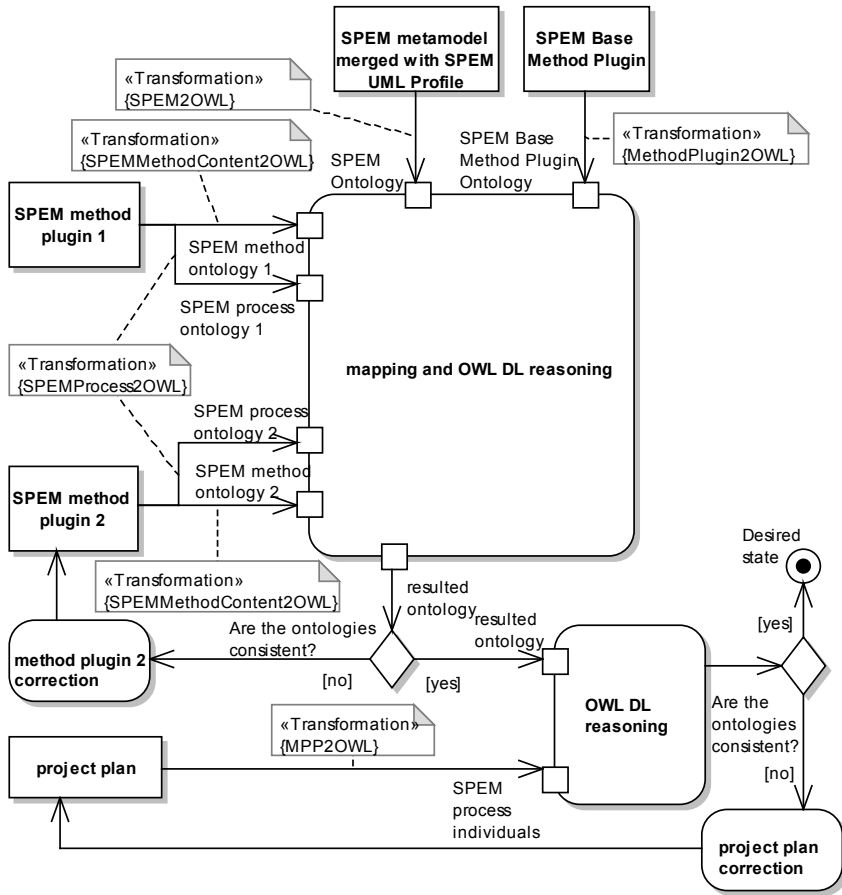 SPEM metamodel
merged with SPEM
UML Profile
SPEM Base
Method Plugin
«Transformation»
{SPEM2OWL}
«Transformation»
{SPEMMethodContent2OWL}
SPEM
Ontology
SPEM Base
Method Plugin
Ontology
«Transformation»
{MethodPlugin2OWL}
SPEM method
plugin 1
SPEM method
ontology 1
SPEM process
ontology 1
«Transformation»
{SPEMProcess2OWL}
mapping and OWL DL reasoning
SPEM process
ontology 2
SPEM method
ontology 2
SPEM method
plugin 2
«Transformation»
{SPEMMethodContent2OWL}
resulted
ontology
Desired
state
Are the ontologies
consistent?
resulted
ontology
[yes]
method plugin 2
correction
[no]
[yes]
OWL DL
reasoning
Are the
ontologies
consistent?
«Transformation»
{MPP2OWL}
project plan
[no]
SPEM
process
individuals
project plan
correction